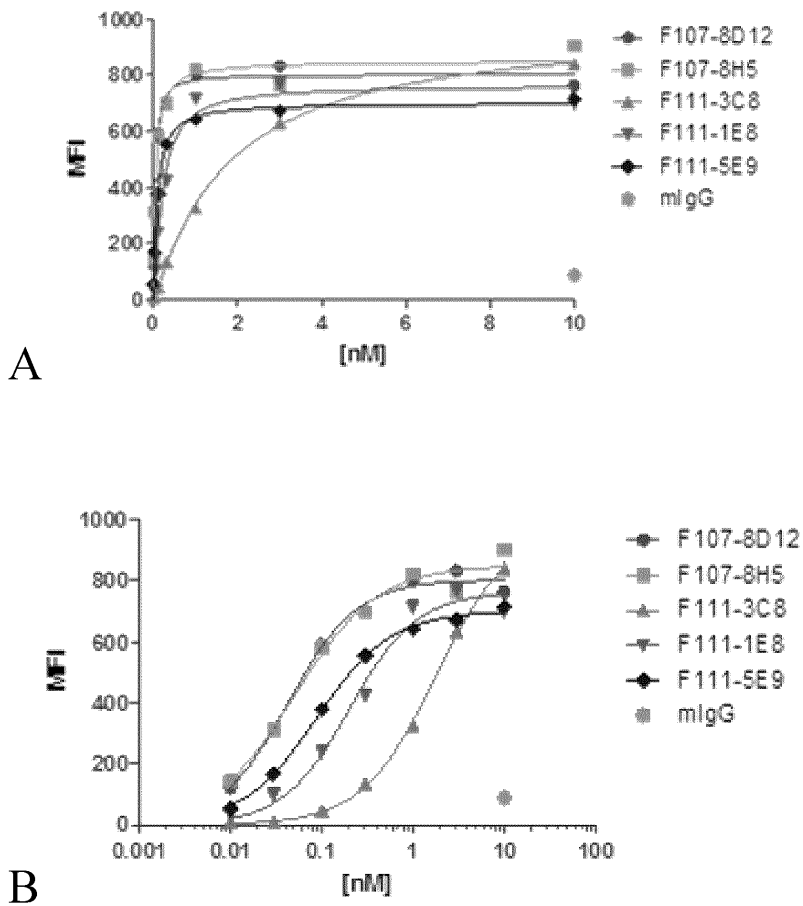 1000
800
600
400
200
0
MFI
0 2 4 6 8 10
[nM]
F107-8D12
F107-8H5
F111-3C8
F111-1E8
F111-5E9
mIgG
A
1000
800
600
400
200
0
MFI
0.001 0.01 0.1 1 10 100
[nM]
F107-8D12
F107-8H5
F111-3C8
F111-1E8
F111-5E9
mIgG
B